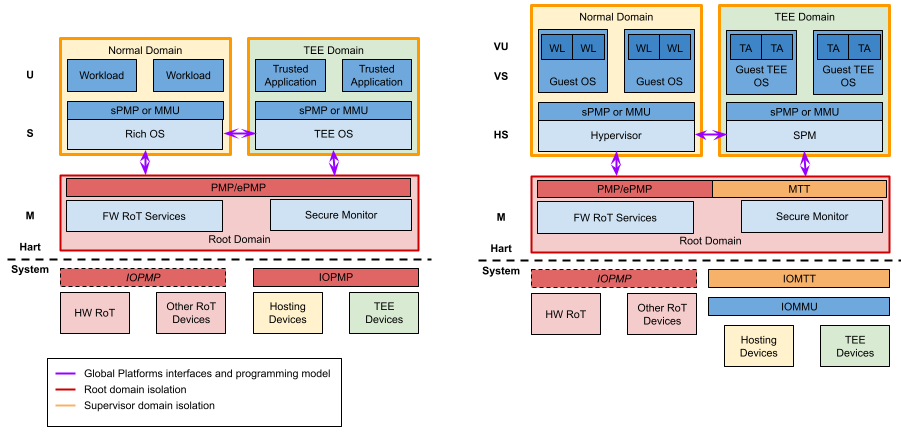 Normal Domain
TEE Domain
U
Workload
Workload
Trusted
Application
Trusted
Application
sPMP or MMU
sPMP or MMU
S
Rich OS
TEE OS
PMP/ePMP
M
FW RoT Services
Secure Monitor
Root Domain
Hart
System
IOPMP
IOPMP
HW RoT
Other RoT
Devices
Hosting
Devices
TEE
Devices
Global Platforms interfaces and programming model
Root domain isolation
Supervisor domain isolation
Normal Domain
TEE Domain
VU
WL
WL
WL
WL
TA
TA
TA
TA
VS
Guest OS
Guest OS
Guest TEE
OS
Guest TEE
OS
sPMP or MMU
sPMP or MMU
HS
Hypervisor
SPM
PMP/ePMP
MTT
M
FW RoT Services
Secure Monitor
Root Domain
Hart
System
IOPMP
IOMTT
HW RoT
Other RoT
Devices
IOMMU
Hosting
Devices
TEE
Devices